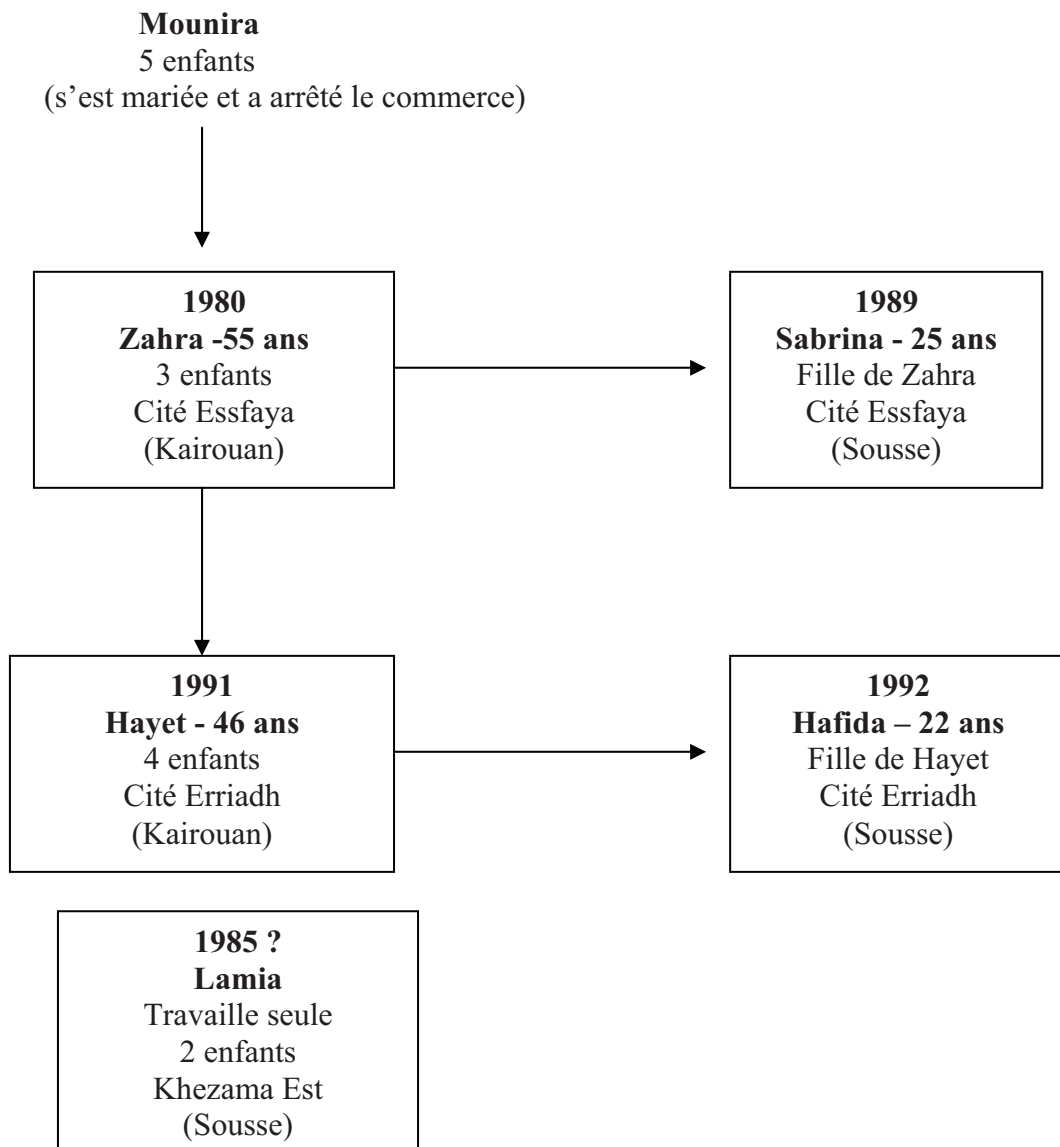 Mounira
5 enfants
(s’est mariée et a arrêté le commerce)
1980
Zahra -55 ans
3 enfants
Cité Essfaya
(Kairouan)
1989
Sabrina - 25 ans
Fille de Zahra
Cité Essfaya
(Sousse)
1991
Hayet - 46 ans
4 enfants
Cité Erriadh
(Kairouan)
1992
Hafida – 22 ans
Fille de Hayet
Cité Erriadh
(Sousse)
1985 ?
Lamia
Travaille seule
2 enfants
Khezama Est
(Sousse)